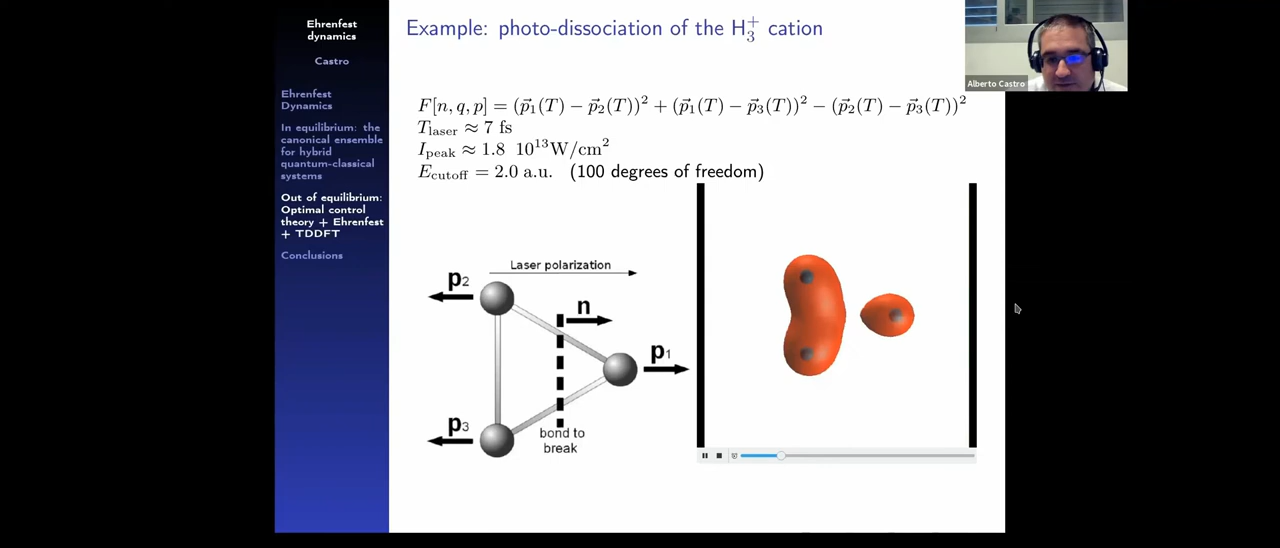 Ehrenfest
dynamics
Castro
Ehrenfest
Dynamics
In equilibrium: the
canonical ensemble
for hybrid
quantum-classical
systems
Out of equilibrium:
Optimal control
theory + Ehrenfest
+ TDDFT
Conclusions
Example: photo-dissociation of the H₃⁺ cation
F[n, q, p] = (p⃗₁(T) − p⃗₂(T))² + (p⃗₁(T) − p⃗₃(T))² − (p⃗₂(T) − p⃗₃(T))²
T_laser ≈ 7 fs
I_peak ≈ 1.8 10¹³W/cm²
E_cutoff = 2.0 a.u. (100 degrees of freedom)
Laser polarization
p₂
n
p₁
p₃
bond to
break
Alberto Castro